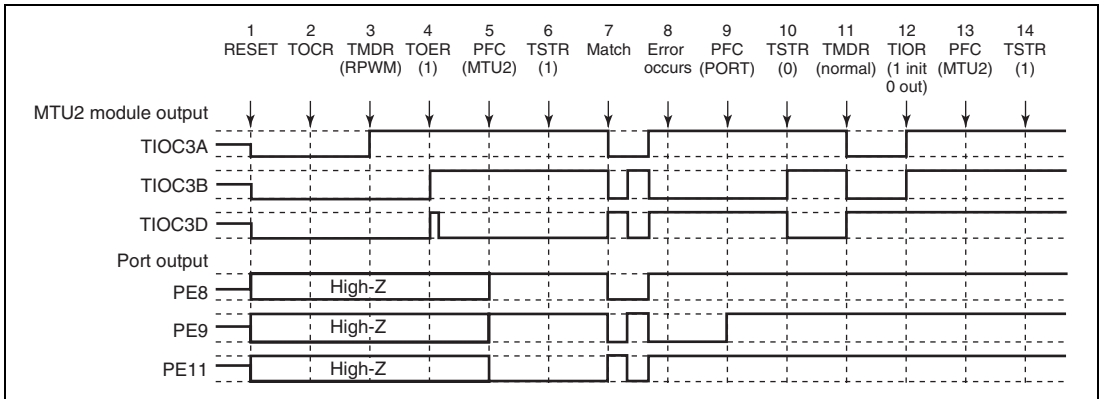 1 2 3 4 5 6 7 8 9 10 11 12 13 14
RESET TOCR TMDR TOER PFC TSTR Match Error PFC TSTR TMDR TIOR PFC TSTR
(RPWM) (1) (MTU2) (1) occurs (PORT) (0) (normal) (1 init (MTU2) (1)
0 out)
MTU2 module output
TIOC3A
TIOC3B
TIOC3D
Port output
PE8 High-Z
PE9 High-Z
PE11 High-Z